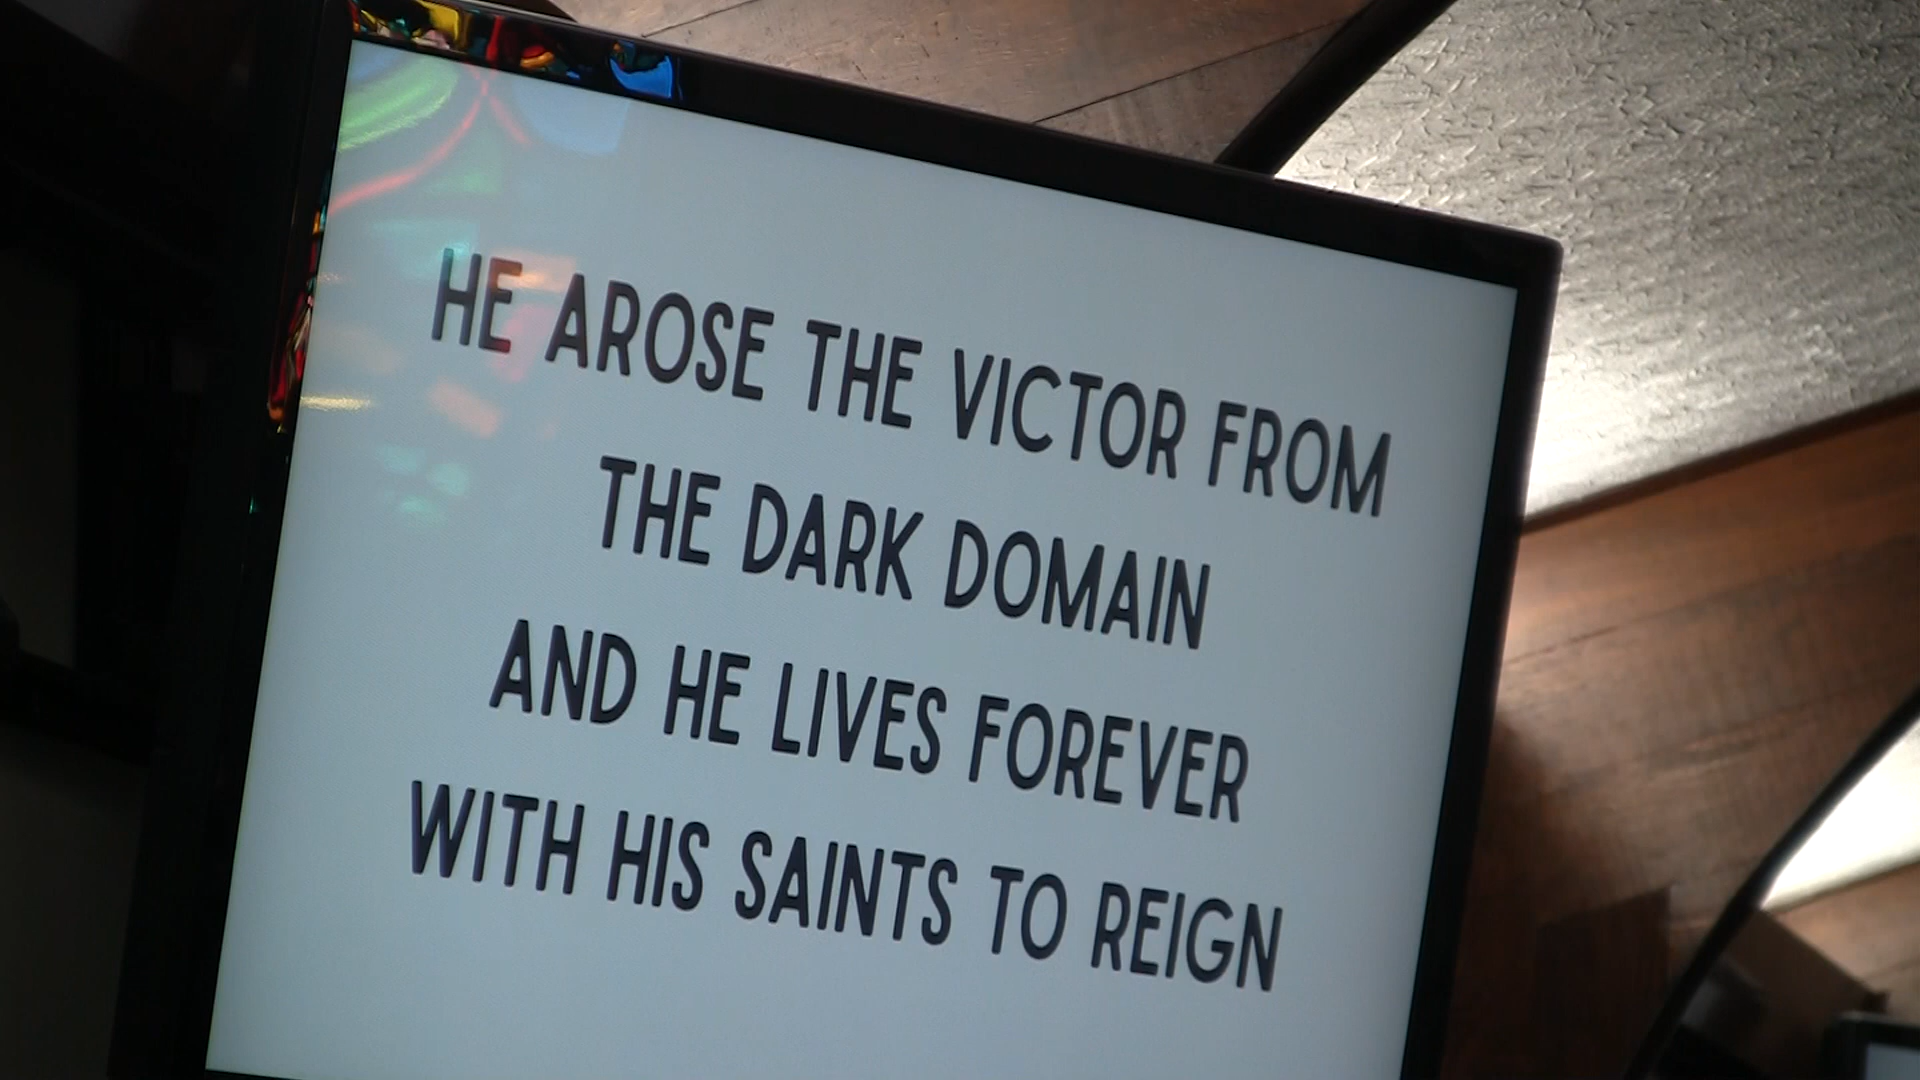 HE AROSE THE VICTOR FROM
THE DARK DOMAIN
AND HE LIVES FOREVER
WITH HIS SAINTS TO REIGN